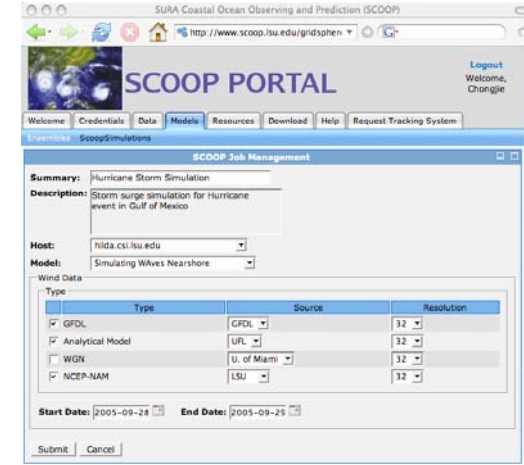 SURA Coastal Ocean Observing and Prediction (SCOOP)
http://www.scoop.lsu.edu/gridspher
SCOOP PORTAL
Logout
Welcome,
Chongjie
Welcome Credentials Data Models Resources Download Help Request Tracking System
Ensembles ScoopSimulations
SCOOP Job Management
Summary: Hurricane Storm Simulation
Description: Storm surge simulation for Hurricane
event in Gulf of Mexico
Host: hilda.csi.lsu.edu
Model: Simulating WAves Nearshore
Wind Data
Type
Type Source Resolution
GFDL GFDL 32
Analytical Model UFL 32
WGN U. of Miami 32
NCEP-NAM LSU 32
Start Date: 2005-09-28 End Date: 2005-09-29
Submit Cancel